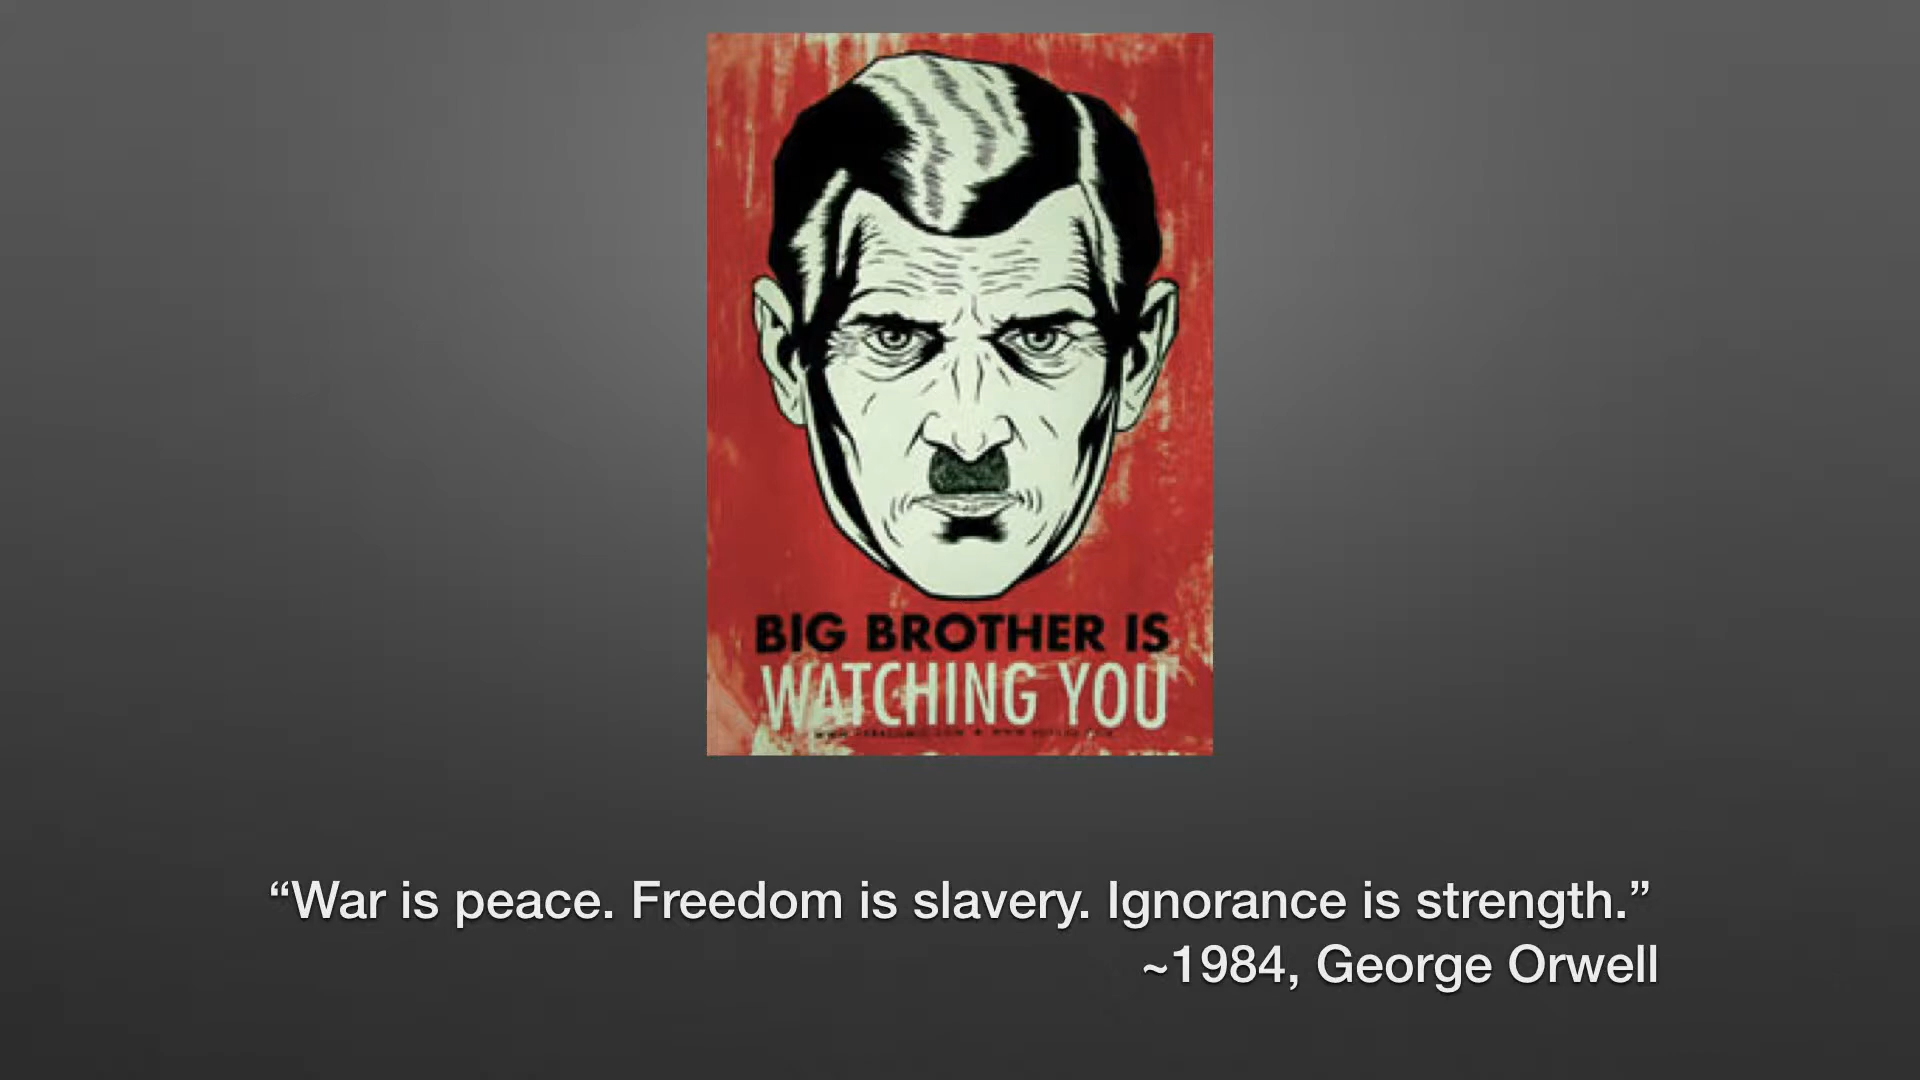 BIG BROTHER IS
WATCHING YOU
“War is peace. Freedom is slavery. Ignorance is strength.”
~1984, George Orwell